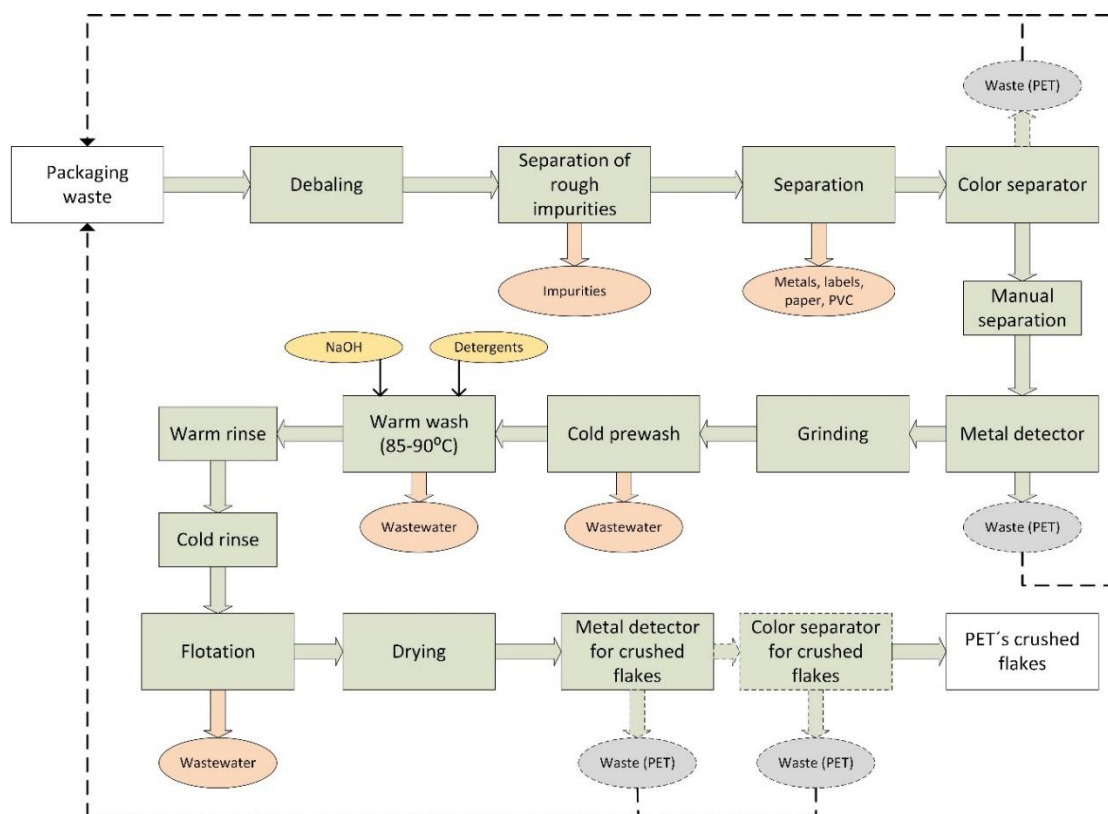 Waste (PET)
Packaging
waste
Debaling
Separation of
rough
impurities
Separation
Color separator
Impurities
Metals, labels,
paper, PVC
Manual
separation
NaOH
Detergents
Warm rinse
Warm wash
(85-90⁰C)
Cold prewash
Grinding
Metal detector
Wastewater
Wastewater
Waste (PET)
Cold rinse
Flotation
Drying
Metal detector
for crushed
flakes
Color separator
for crushed
flakes
PET´s crushed
flakes
Wastewater
Waste (PET)
Waste (PET)